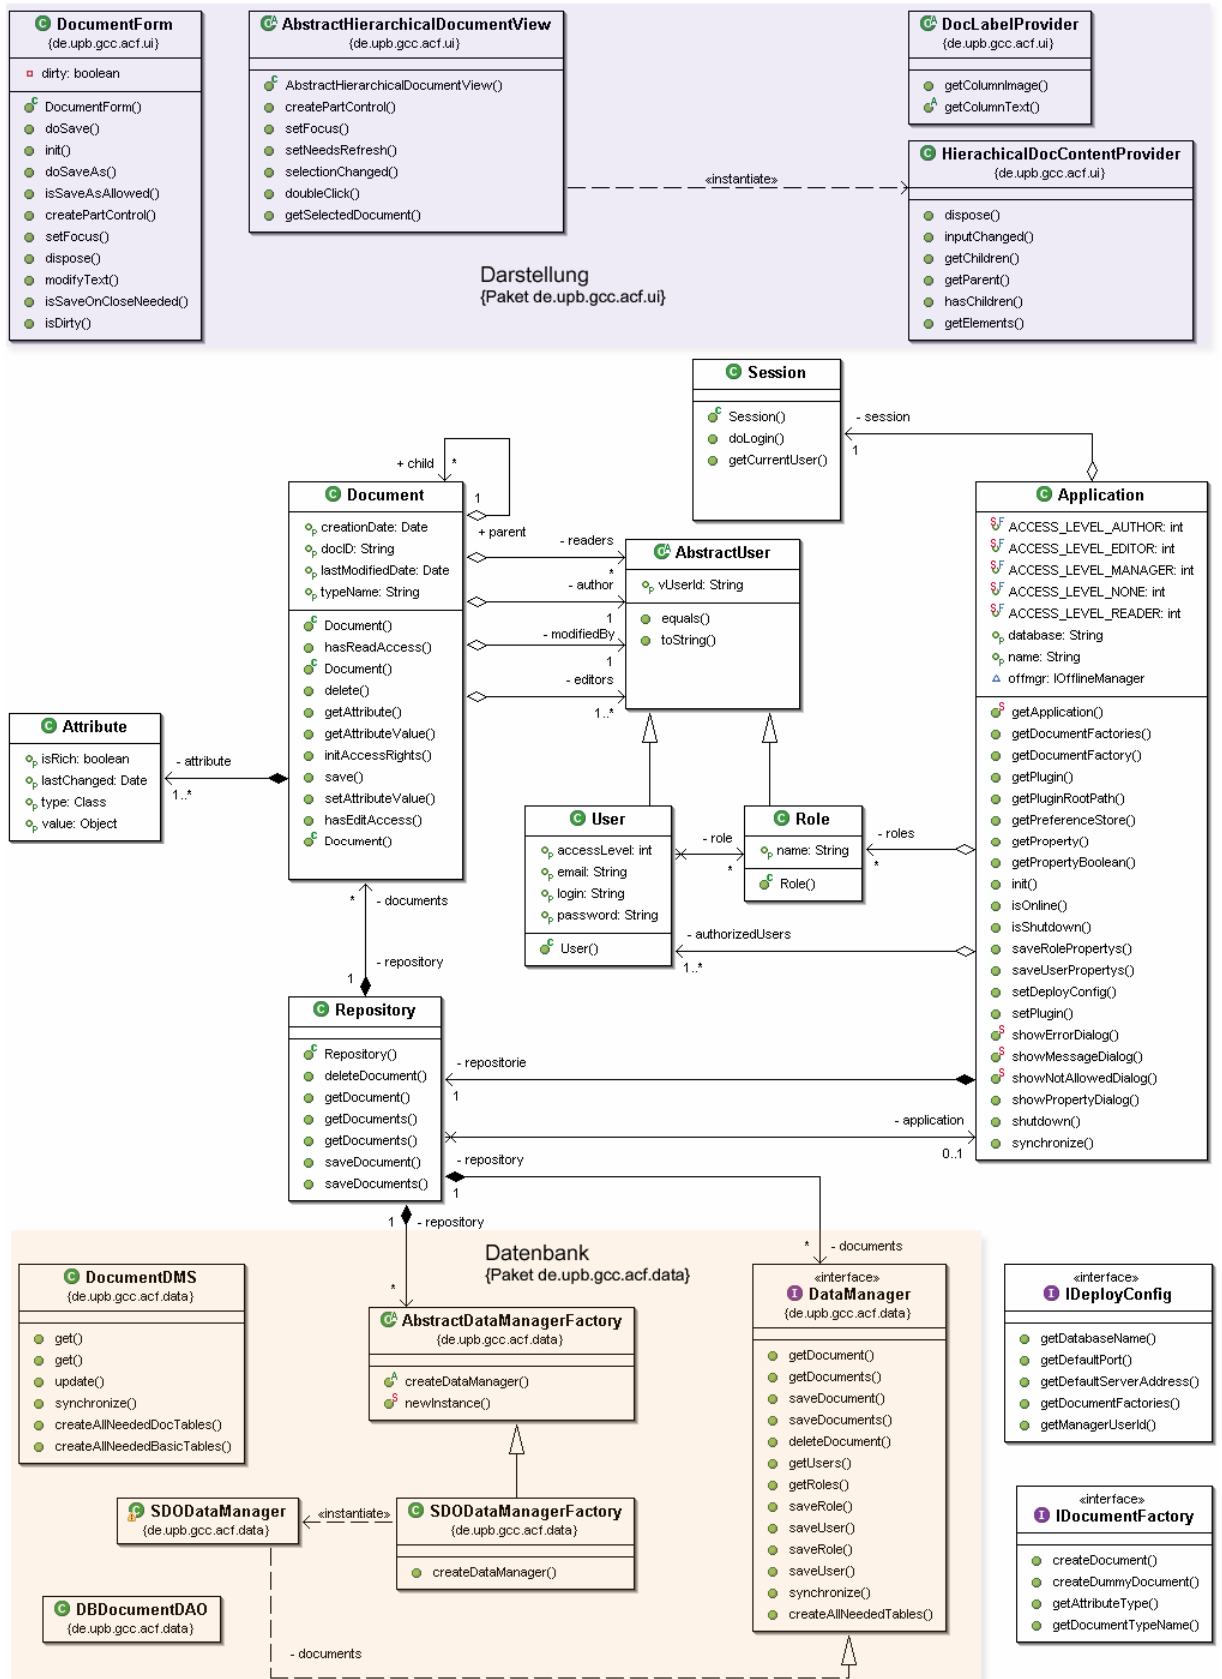 DocumentForm
{de.upb.gcc.acf.ui}
dirty: boolean
DocumentForm()
doSave()
init()
doSaveAs()
isSaveAsAllowed()
createPartControl()
setFocus()
dispose()
modifyText()
isSaveOnCloseNeeded()
isDirty()
AbstractHierarchicalDocumentView
{de.upb.gcc.acf.ui}
AbstractHierarchicalDocumentView()
createPartControl()
setFocus()
setNeedsRefresh()
selectionChanged()
doubleClick()
getSelectedDocument()
DocLabelProvider
{de.upb.gcc.acf.ui}
getColumnImage()
getColumnText()
«instantiate»
HierachicalDocContentProvider
{de.upb.gcc.acf.ui}
dispose()
inputChanged()
getChildren()
getParent()
hasChildren()
getElements()
Darstellung
{Paket de.upb.gcc.acf.ui}
Session
Session()
doLogin()
getCurrentUser()
- session
1
+ child
*
1
+ parent
Document
creationDate: Date
docID: String
lastModifiedDate: Date
typeName: String
Document()
hasReadAccess()
Document()
delete()
getAttribute()
getAttributeValue()
initAccessRights()
save()
setAttributeValue()
hasEditAccess()
Document()
- readers
*
- author
1
- modifiedBy
1
- editors
1..*
AbstractUser
vUserId: String
equals()
toString()
Application
ACCESS_LEVEL_AUTHOR: int
ACCESS_LEVEL_EDITOR: int
ACCESS_LEVEL_MANAGER: int
ACCESS_LEVEL_NONE: int
ACCESS_LEVEL_READER: int
database: String
name: String
offmgr: IOfflineManager
getApplication()
getDocumentFactories()
getDocumentFactory()
getPlugin()
getPluginRootPath()
getPreferenceStore()
getProperty()
getPropertyBoolean()
init()
isOnline()
isShutdown()
saveRolePropertys()
saveUserPropertys()
setDeployConfig()
setPlugin()
showErrorDialog()
showMessageDialog()
showNotAllowedDialog()
showPropertyDialog()
shutdown()
synchronize()
Attribute
isRich: boolean
lastChanged: Date
type: Class
value: Object
- attribute
1..*
User
accessLevel: int
email: String
login: String
password: String
User()
- role
*
Role
name: String
Role()
- roles
*
- authorizedUsers
1..*
*
- documents
- repository
1
Repository
Repository()
deleteDocument()
getDocument()
getDocuments()
getDocuments()
saveDocument()
saveDocuments()
- repositorie
1
- application
0..1
- repository
1
1
- repository
*
- documents
*
Datenbank
{Paket de.upb.gcc.acf.data}
DocumentDMS
{de.upb.gcc.acf.data}
get()
get()
update()
synchronize()
createAllNeededDocTables()
createAllNeededBasicTables()
AbstractDataManagerFactory
{de.upb.gcc.acf.data}
createDataManager()
newInstance()
«interface»
DataManager
{de.upb.gcc.acf.data}
getDocument()
getDocuments()
saveDocument()
saveDocuments()
deleteDocument()
getUsers()
getRoles()
saveRole()
saveUser()
saveRole()
saveUser()
synchronize()
createAllNeededTables()
«interface»
IDeployConfig
getDatabaseName()
getDefaultPort()
getDefaultServerAddress()
getDocumentFactories()
getManagerUserId()
SDODataManager
{de.upb.gcc.acf.data}
«instantiate»
SDODataManagerFactory
{de.upb.gcc.acf.data}
createDataManager()
«interface»
IDocumentFactory
createDocument()
createDummyDocument()
getAttributeType()
getDocumentTypeName()
DBDocumentDAO
{de.upb.gcc.acf.data}
- documents